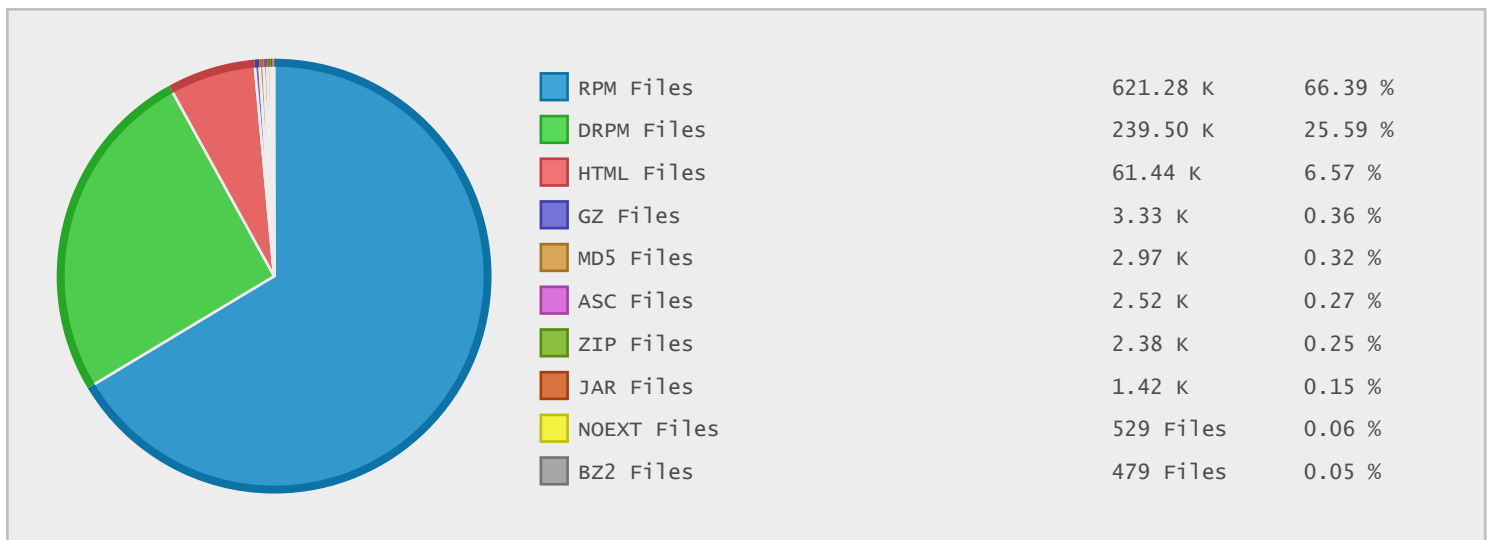 RPM Files 621.28 K 66.39 %
DRPM Files 239.50 K 25.59 %
HTML Files 61.44 K 6.57 %
GZ Files 3.33 K 0.36 %
MD5 Files 2.97 K 0.32 %
ASC Files 2.52 K 0.27 %
ZIP Files 2.38 K 0.25 %
JAR Files 1.42 K 0.15 %
NOEXT Files 529 Files 0.06 %
BZ2 Files 479 Files 0.05 %